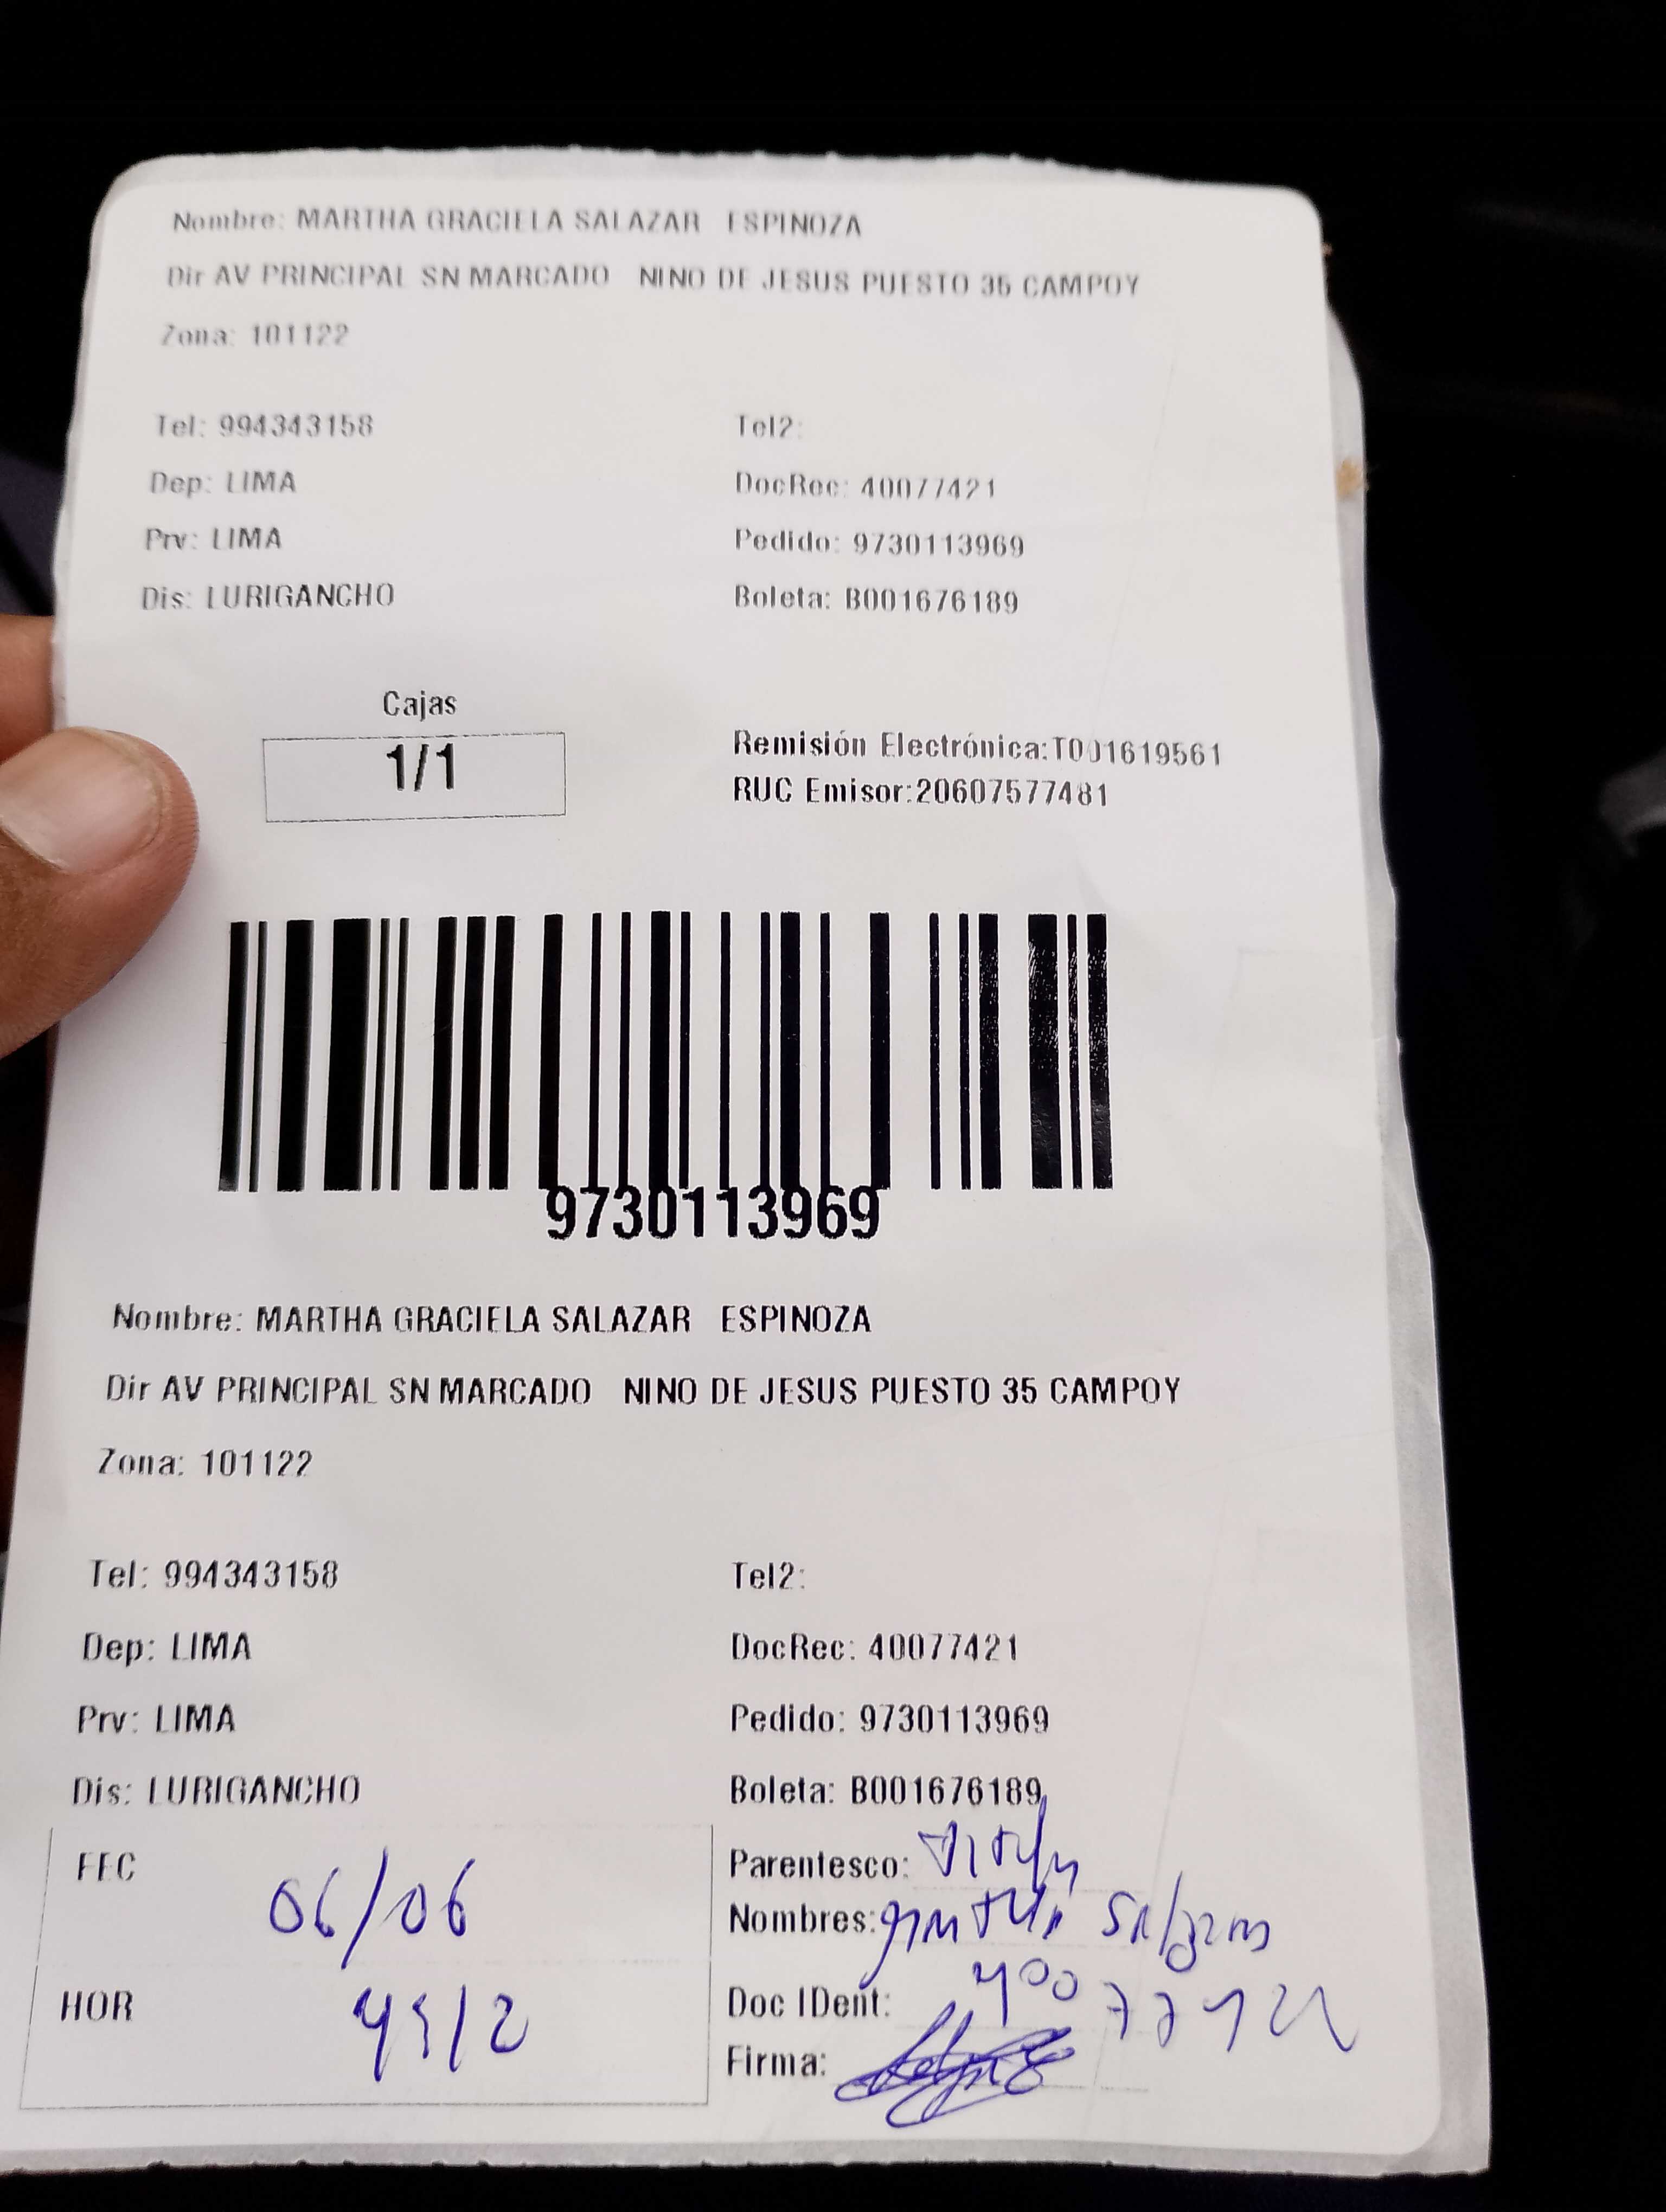 Nombre: MARTHA GRACIELA SALAZAR ESPINOZA
Dir AV PRINCIPAL SN MARCADO NINO DE JESUS PUESTO 35 CAMPOY
Zona: 101122
Tel: 994343158 Tel2:
Dep: LIMA DocRec: 40077421
Prv: LIMA Pedido: 9730113969
Dis: LURIGANCHO Boleta: B001676189
Cajas
1/1
Remisión Electrónica:T001619561
RUC Emisor:20607577481
9730113969
Nombre: MARTHA GRACIELA SALAZAR ESPINOZA
Dir AV PRINCIPAL SN MARCADO NINO DE JESUS PUESTO 35 CAMPOY
Zona: 101122
Tel: 994343158 Tel2:
Dep: LIMA DocRec: 40077421
Prv: LIMA Pedido: 9730113969
Dis: LURIGANCHO Boleta: B001676189
FEC 06/06
Parentesco:
Nombres:
HOR
Doc IDent:
Firma: